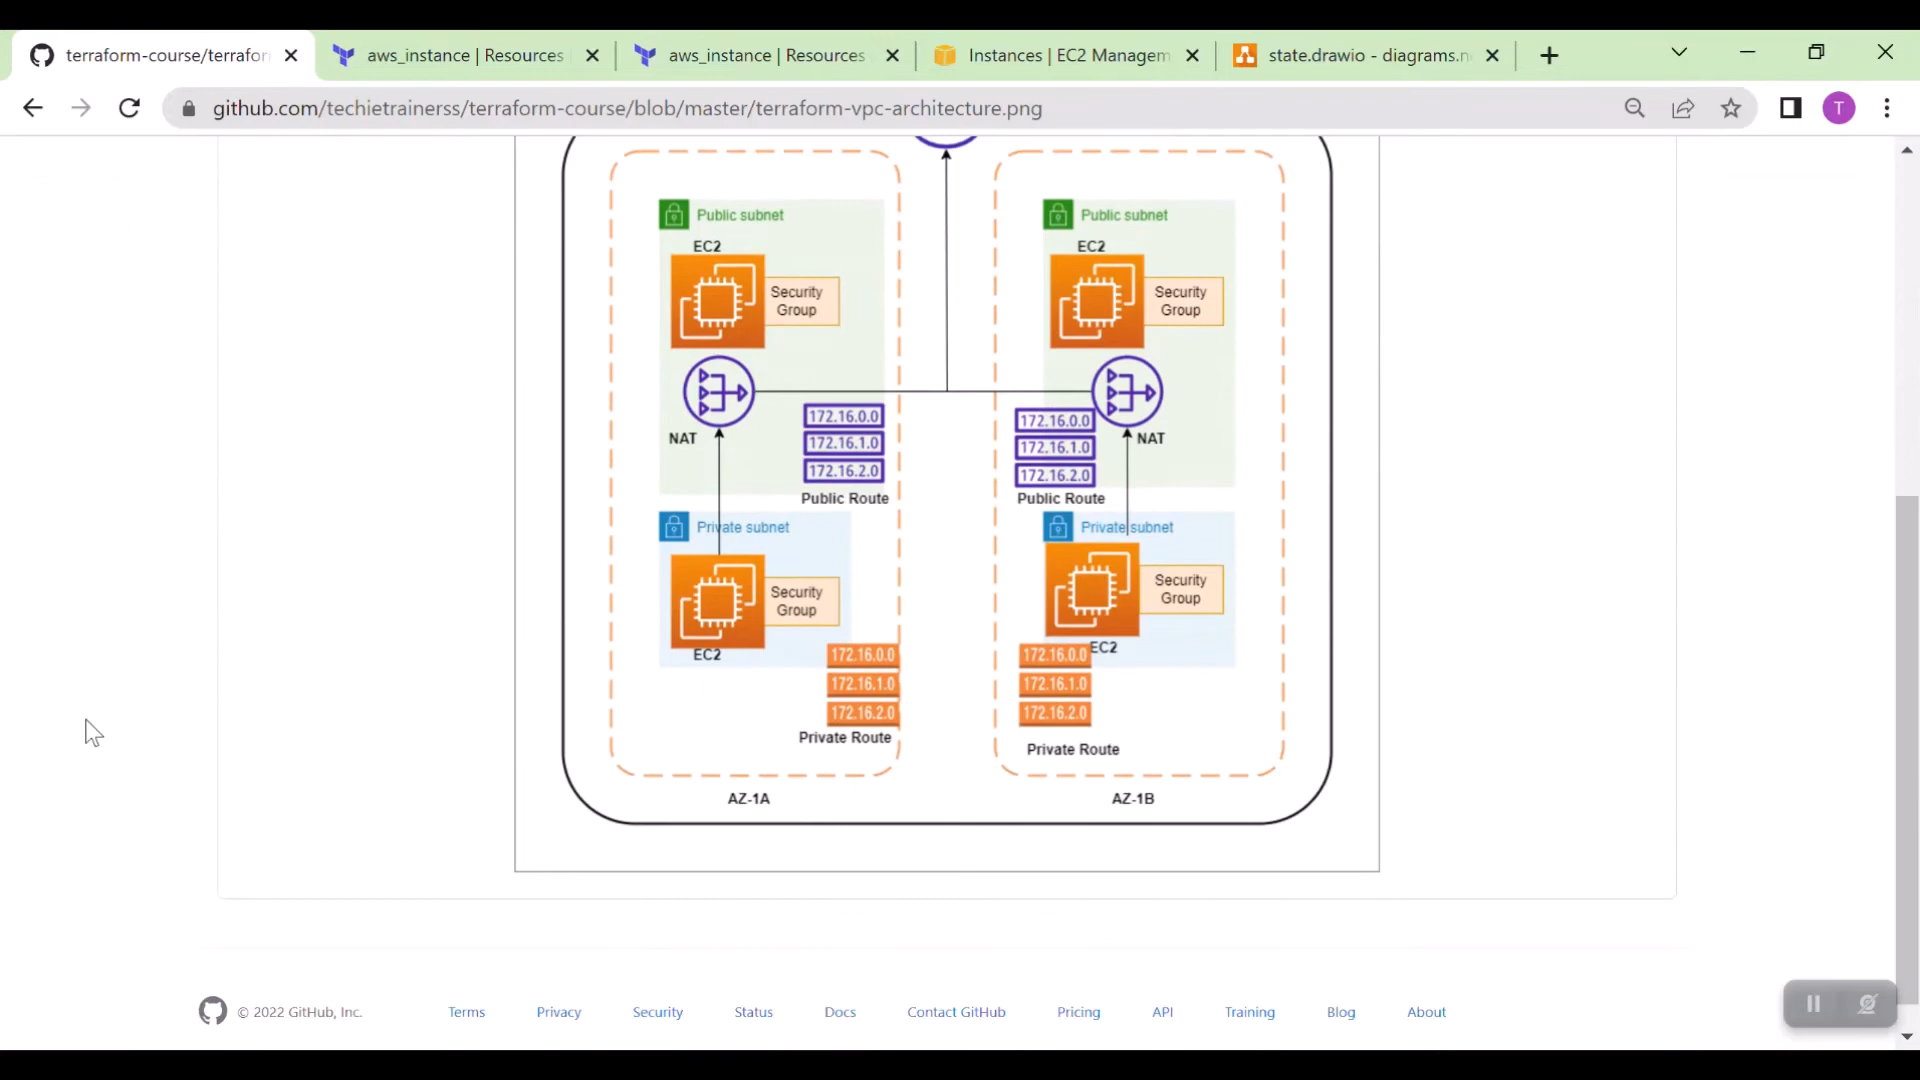 terraform-course/terrafor
aws_instance | Resources
aws_instance | Resources
Instances | EC2 Managem
state.drawio - diagrams.n
github.com/techietrainerss/terraform-course/blob/master/terraform-vpc-architecture.png
T
Public subnet
EC2
Security
Group
NAT
172.16.0.0
172.16.1.0
172.16.2.0
Public Route
Private subnet
Security
Group
EC2
172.16.0.0
172.16.1.0
172.16.2.0
Private Route
AZ-1A
Public subnet
EC2
Security
Group
172.16.0.0
172.16.1.0
172.16.2.0
NAT
Public Route
Private subnet
Security
Group
EC2
172.16.0.0
172.16.1.0
172.16.2.0
Private Route
AZ-1B
© 2022 GitHub, Inc.
Terms
Privacy
Security
Status
Docs
Contact GitHub
Pricing
API
Training
Blog
About